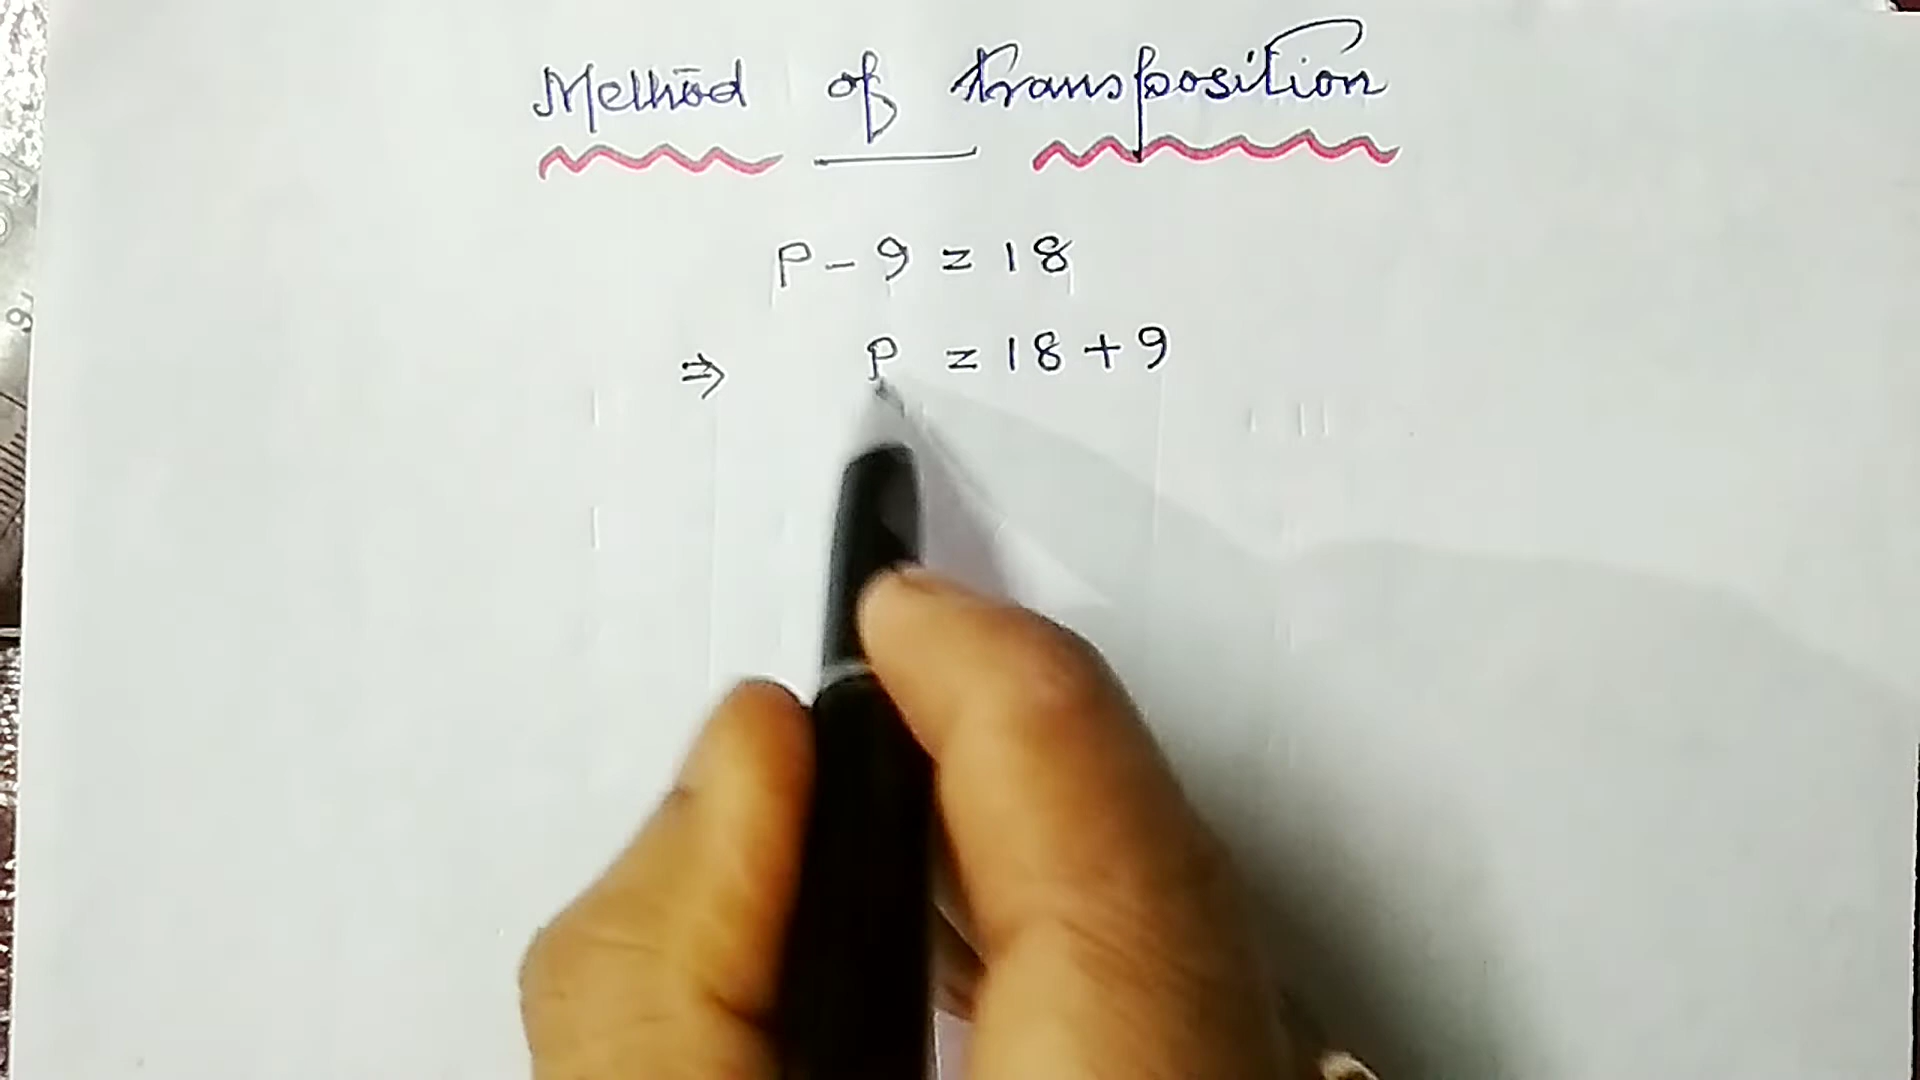 Method of transposition
P - 9 = 18
⇒ P = 18 + 9